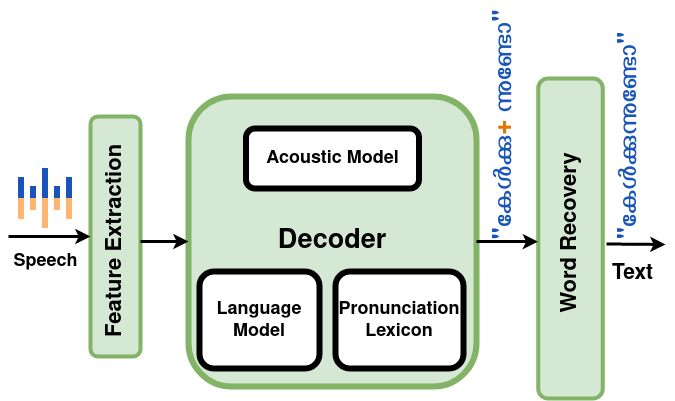 Speech
Feature Extraction
Acoustic Model
Decoder
Language
Model
Pronunciation
Lexicon
"കേൾക്കു+ ന്നുണ്ടോ"
Word Recovery
"കേൾക്കുന്നുണ്ടോ"
Text